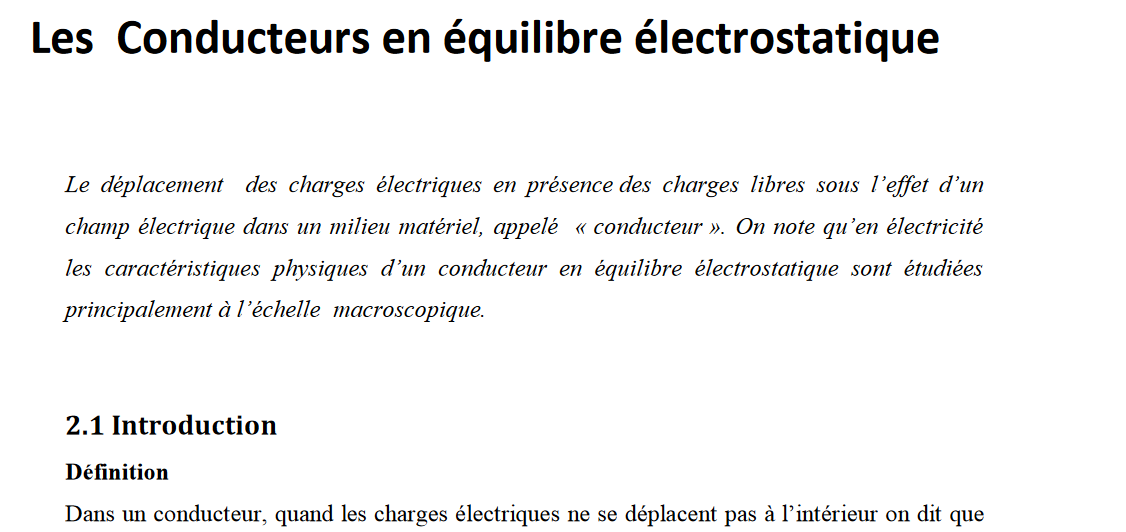 Les Conducteurs en équilibre électrostatique
Le déplacement des charges électriques en présence des charges libres sous l’effet d’un
champ électrique dans un milieu matériel, appelé « conducteur ». On note qu’en électricité
les caractéristiques physiques d’un conducteur en équilibre électrostatique sont étudiées
principalement à l’échelle macroscopique.
2.1 Introduction
Définition
Dans un conducteur, quand les charges électriques ne se déplacent pas à l’intérieur on dit que